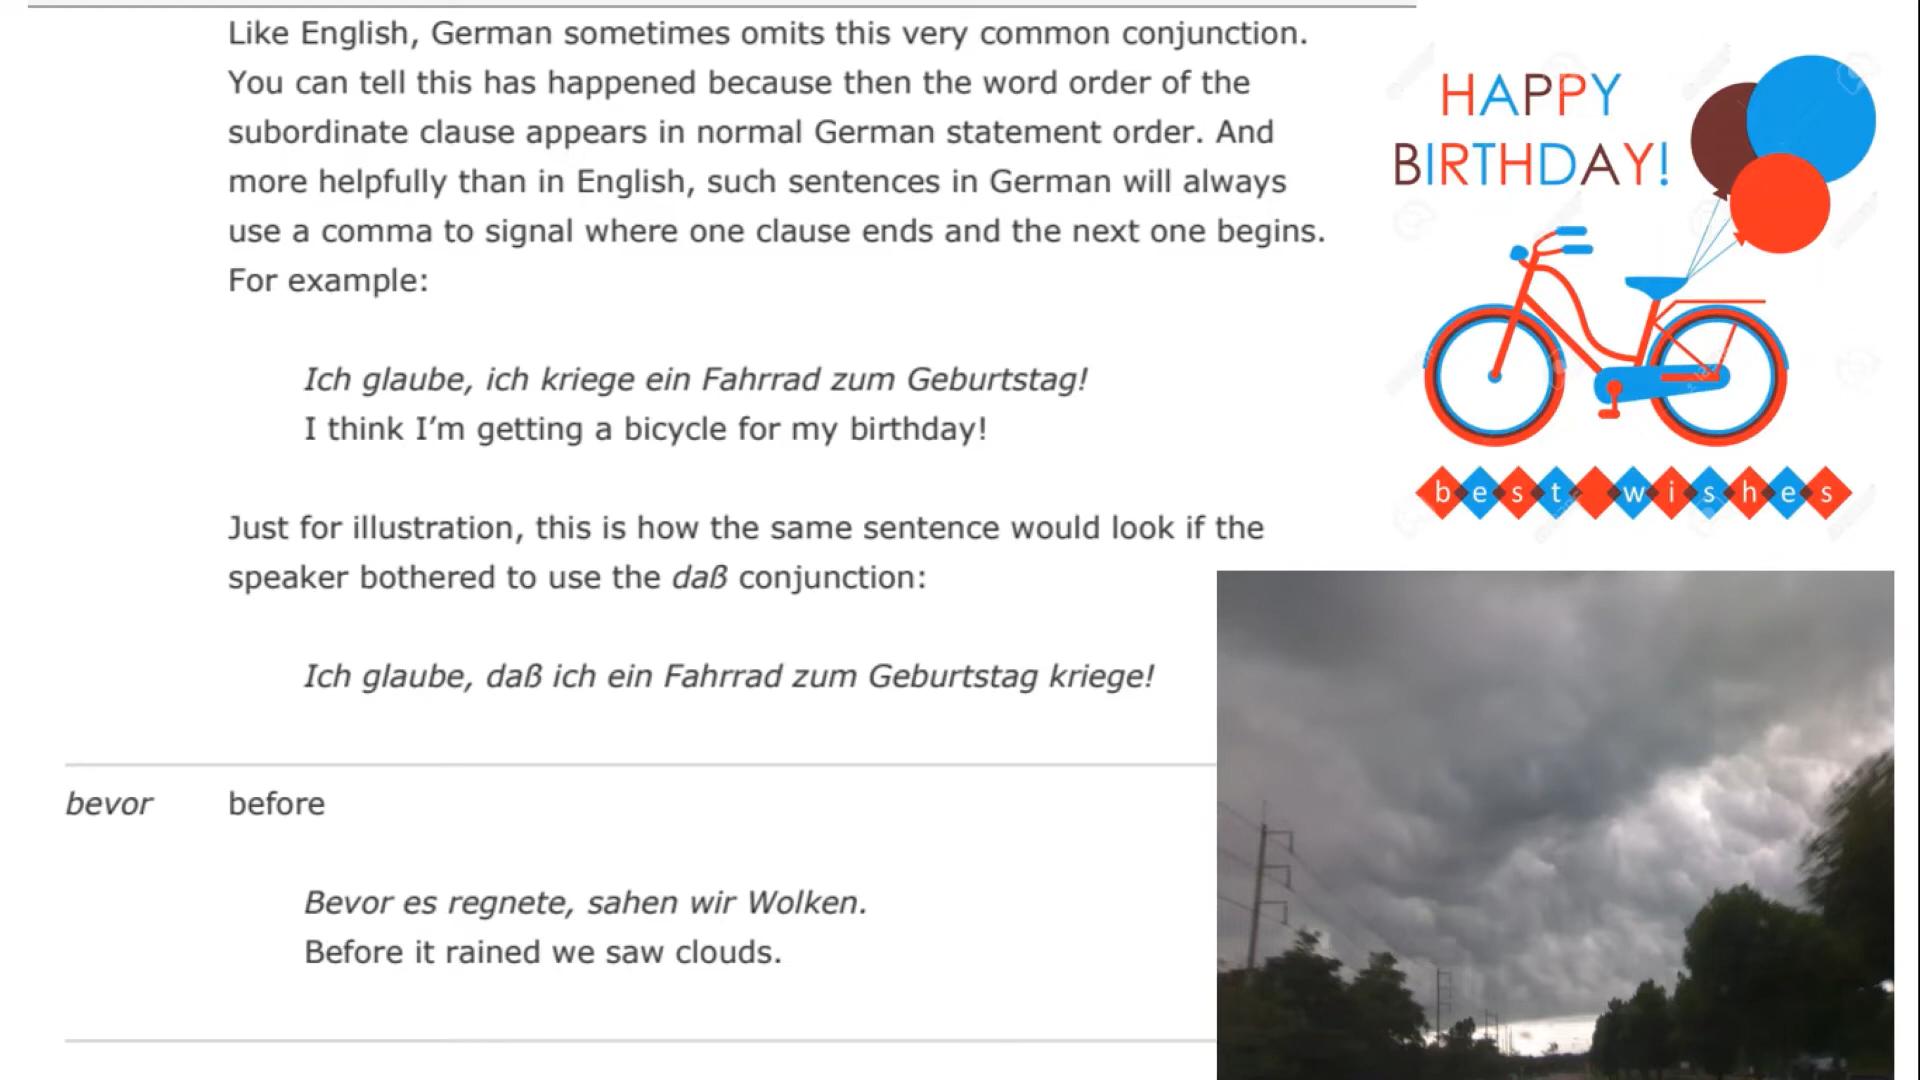 Like English, German sometimes omits this very common conjunction.
You can tell this has happened because then the word order of the
subordinate clause appears in normal German statement order. And
more helpfully than in English, such sentences in German will always
use a comma to signal where one clause ends and the next one begins.
For example:
Ich glaube, ich kriege ein Fahrrad zum Geburtstag!
I think I’m getting a bicycle for my birthday!
Just for illustration, this is how the same sentence would look if the
speaker bothered to use the daß conjunction:
Ich glaube, daß ich ein Fahrrad zum Geburtstag kriege!
bevor before
Bevor es regnete, sahen wir Wolken.
Before it rained we saw clouds.
HAPPY
BIRTHDAY!
best wishes